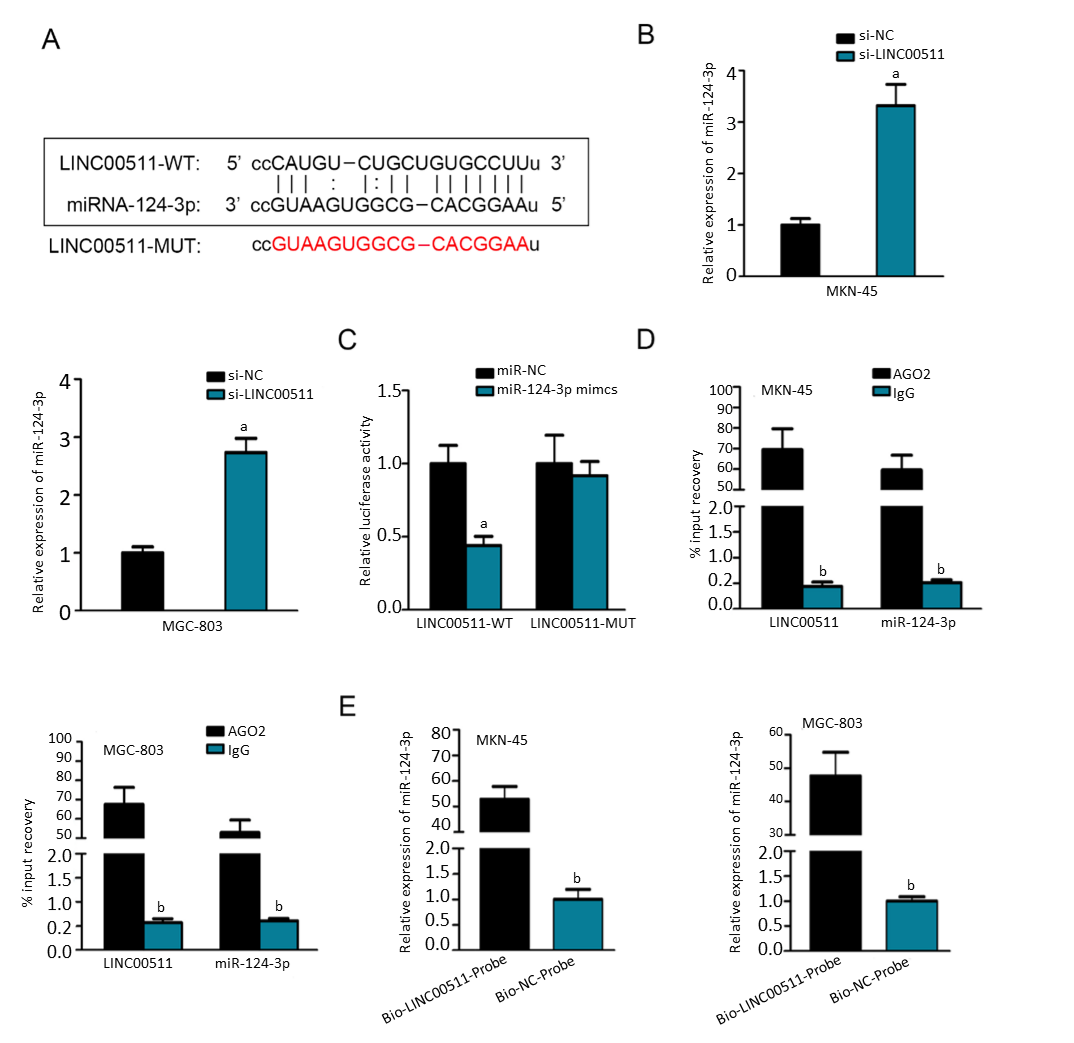 A
LINC00511-WT: 5’ ccCAUGU–CUGCUGUGCCUUu 3’
miRNA-124-3p: 3’ ccGUAAGUGGCG–CACGGAAu 5’
LINC00511-MUT: ccGUAAGUGGCG–CACGGAAu
B
si-NC
si-LINC00511
Relative expression of miR-124-3p
4
3
2
1
0
a
MKN-45
si-NC
si-LINC00511
Relative expression of miR-124-3p
4
3
2
1
0
a
MGC-803
C
miR-NC
miR-124-3p mimcs
Relative luciferase activity
1.5
1.0
0.5
0.0
a
LINC00511-WT
LINC00511-MUT
D
MKN-45
AGO2
IgG
% input recovery
100
90
80
70
60
50
2.0
1.5
1.0
0.2
0.0
b
b
LINC00511
miR-124-3p
MGC-803
AGO2
IgG
% input recovery
100
90
80
70
60
50
2.0
1.5
1.0
0.2
0.0
b
b
LINC00511
miR-124-3p
E
MKN-45
Relative expression of miR-124-3p
80
70
60
50
40
2.0
1.5
1.0
0.5
0.0
b
Bio-LINC00511-Probe
Bio-NC-Probe
MGC-803
Relative expression of miR-124-3p
60
50
40
30
2.0
1.5
1.0
0.5
0.0
b
Bio-LINC00511-Probe
Bio-NC-Probe